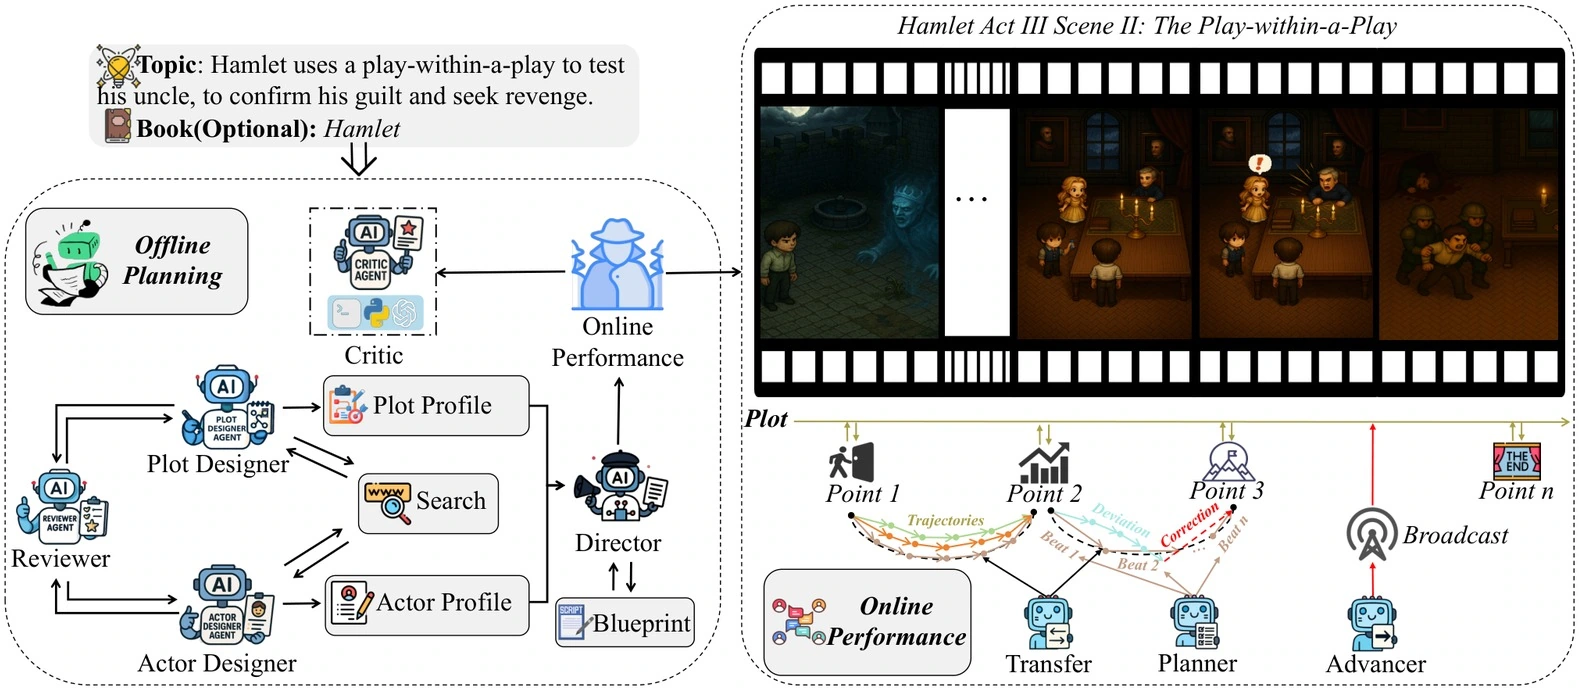 Topic: Hamlet uses a play-within-a-play to test
his uncle, to confirm his guilt and seek revenge.
Book(Optional): Hamlet
Offline
Planning
AI
CRITIC
AGENT
Critic
Online
Performance
AI
PLOT
DESIGNER
AGENT
Plot Designer
Plot Profile
AI
REVIEWER
AGENT
Reviewer
WWW
Search
AI
Director
AI
ACTOR
DESIGNER
AGENT
Actor Designer
Actor Profile
SCRIPT
Blueprint
Hamlet Act III Scene II: The Play-within-a-Play
...
!
Plot
Point 1
Point 2
Point 3
THE
END
Point n
Trajectories
Deviation
Correction
Beat 1
Beat 2
...
Beat n
Broadcast
Online
Performance
Transfer
Planner
Advancer